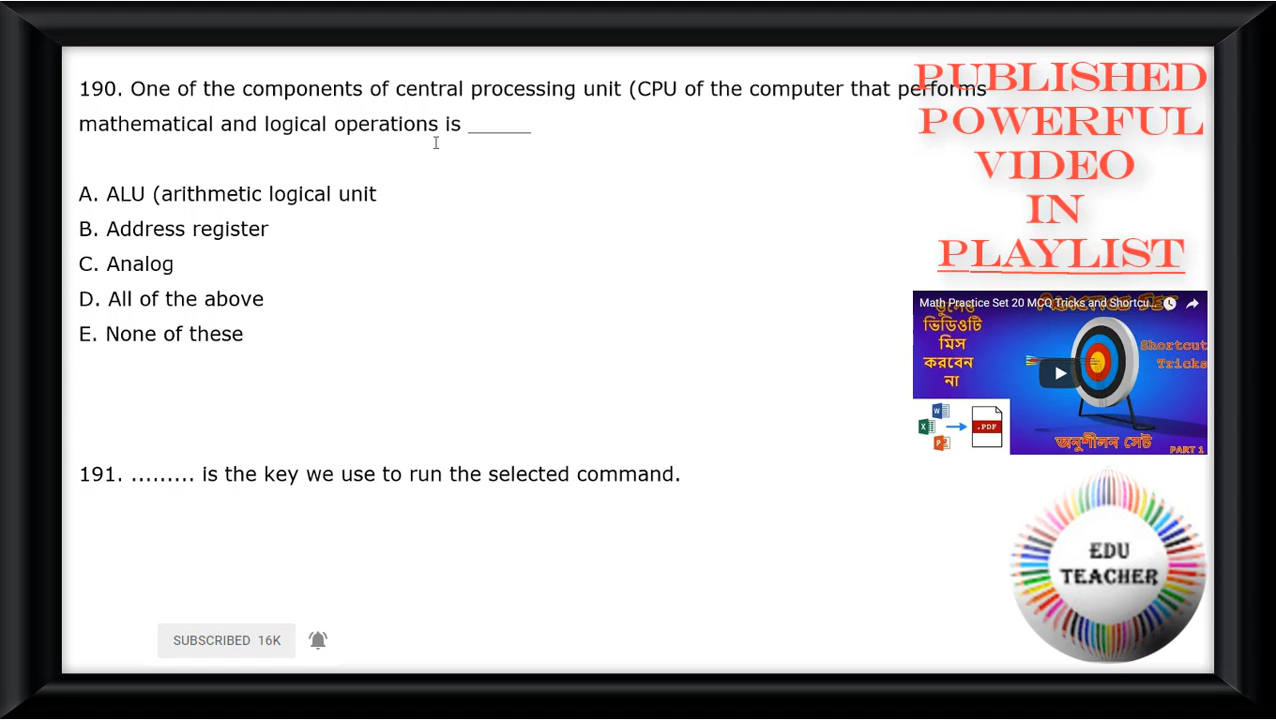 190. One of the components of central processing unit (CPU of the computer that performs
mathematical and logical operations is ______
A. ALU (arithmetic logical unit
B. Address register
C. Analog
D. All of the above
E. None of these
191. ......... is the key we use to run the selected command.
SUBSCRIBED 16K
PUBLISHED
POWERFUL
VIDEO
IN
PLAYLIST
Math Practice Set 20 MCQ Tricks and Shortcu...
ভিডিওটি
মিস
করবেন
না
Shortcut
Tricks
.PDF
অনুশীলন সেট
PART 1
EDU
TEACHER